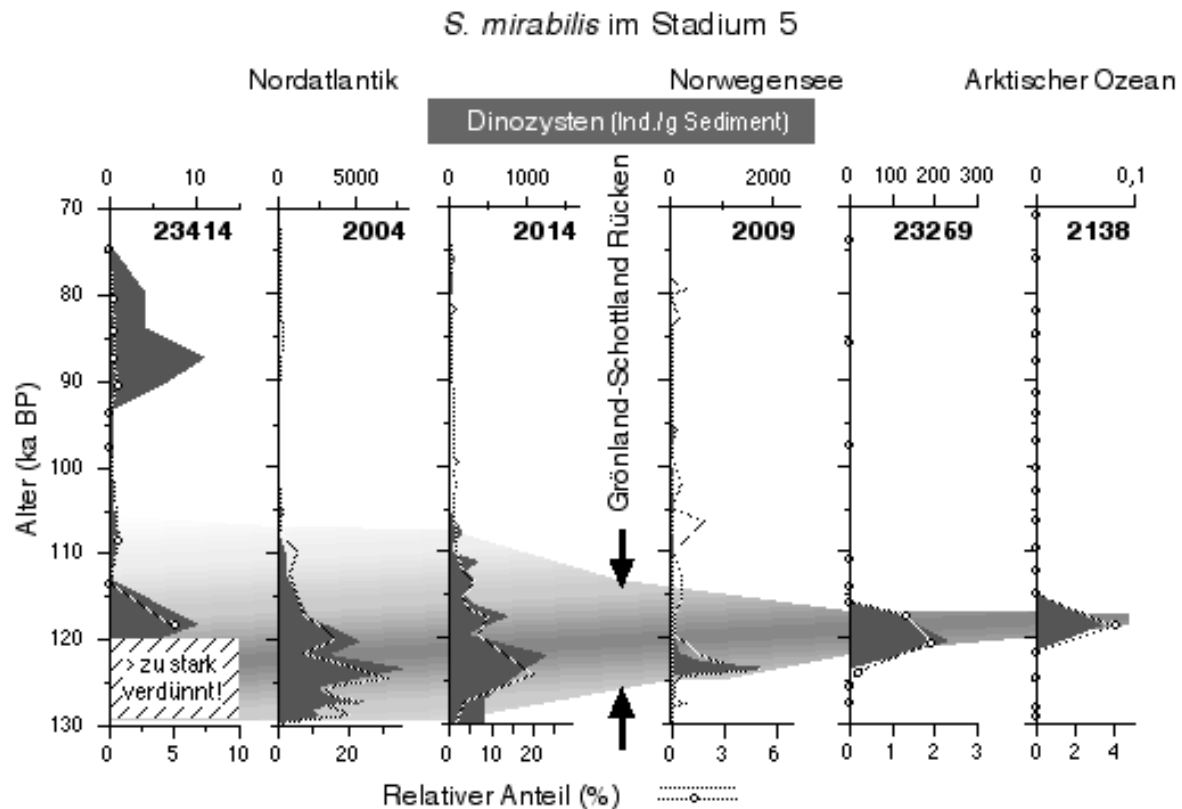 S. mirabilis im Stadium 5
Nordatlantik Norwegensee Arktischer Ozean
Dinozysten (Ind./g Sediment)
0 10 0 5000 0 1000 0 2000 0 100 200 300 0 0,1
23414 2004 2014 2009 23269 2138
Grönland-Schottland Rücken
Alter (ka BP)
70
80
90
100
110
120
130
> zu stark
verdünnt!
0 5 10 0 20 0 10 20 0 3 6 0 1 2 3 0 2 4
Relativer Anteil (%)